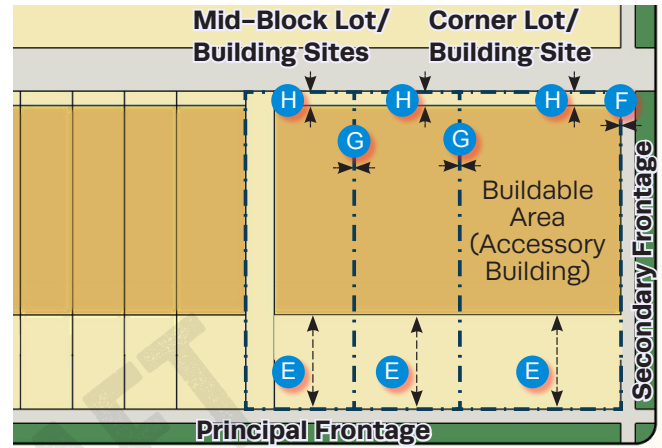 Mid-Block Lot/
Building Sites
Corner Lot/
Building Site
H
H
H
F
G
G
Buildable
Area
(Accessory
Building)
Secondary Frontage
E
E
E
Principal Frontage